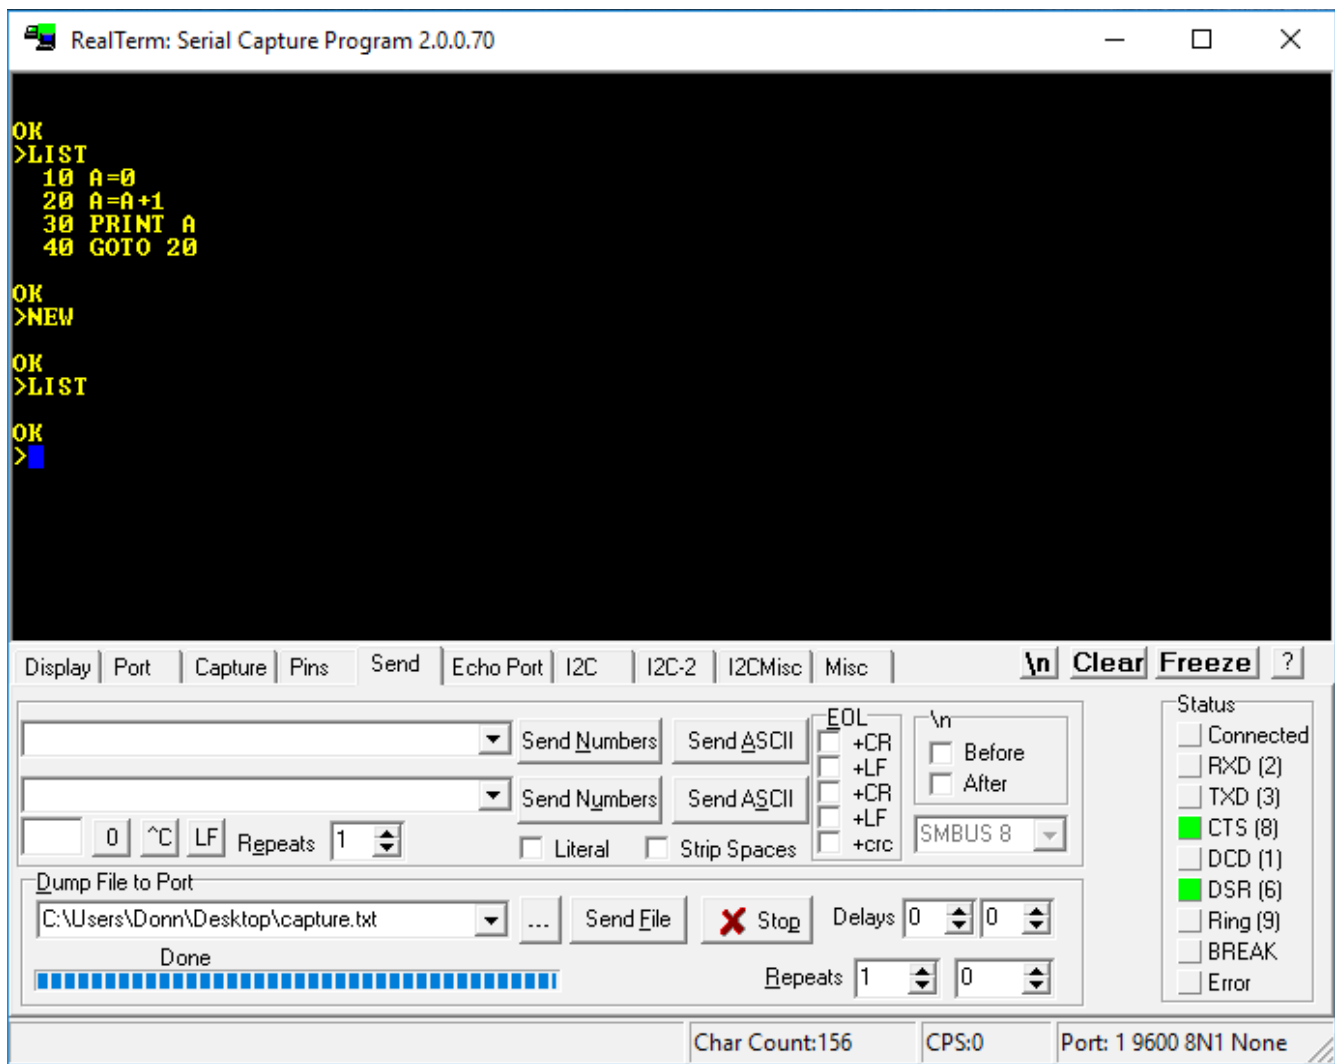 RealTerm: Serial Capture Program 2.0.0.70
OK
>LIST
10 A=0
20 A=A+1
30 PRINT A
40 GOTO 20
OK
>NEW
OK
>LIST
OK
>
Display Port Capture Pins Send Echo Port I2C I2C-2 I2CMisc Misc \n Clear Freeze ?
EOL \n Status
Send Numbers Send ASCII +CR Before Connected
+LF After RXD (2)
Send Numbers Send ASCII +CR TXD (3)
+LF SMBUS 8 CTS (8)
0 ^C LF Repeats 1 Literal Strip Spaces +crc DCD (1)
Dump File to Port DSR (6)
C:\Users\Donn\Desktop\capture.txt ... Send File Stop Delays 0 0 Ring (9)
Done BREAK
Repeats 1 0 Error
Char Count:156 CPS:0 Port: 1 9600 8N1 None